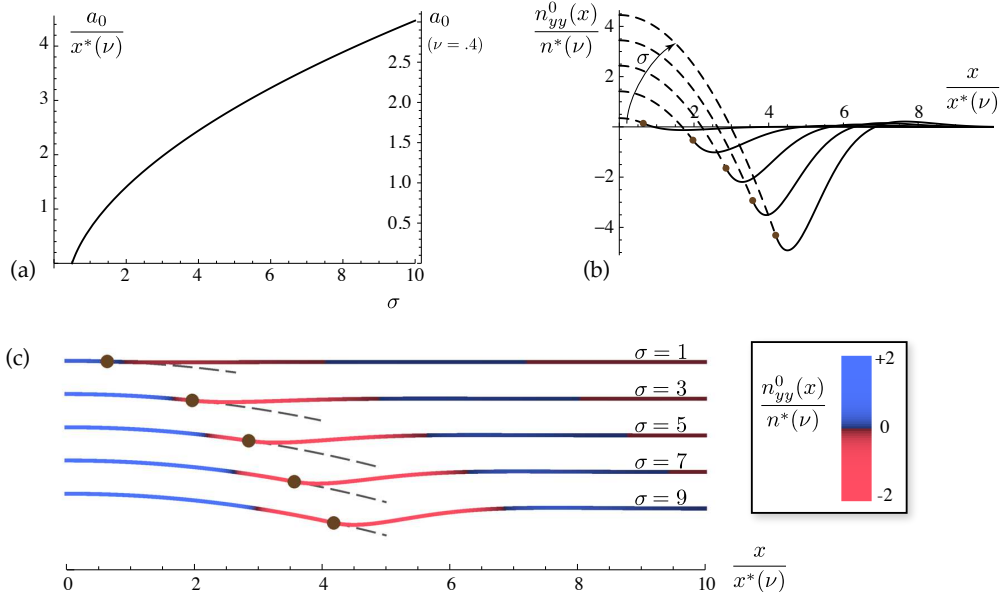 a₀ / x*(ν)
a₀
(ν = .4)
4
3
2
1
2.5
2.0
1.5
1.0
0.5
2 4 6 8 10
σ
(a)
n⁰_yy(x) / n*(ν)
4
2
−2
−4
σ
2 4 6 8
x / x*(ν)
(b)
(c)
σ = 1
σ = 3
σ = 5
σ = 7
σ = 9
0 2 4 6 8 10
x / x*(ν)
n⁰_yy(x) / n*(ν)
+2
0
-2